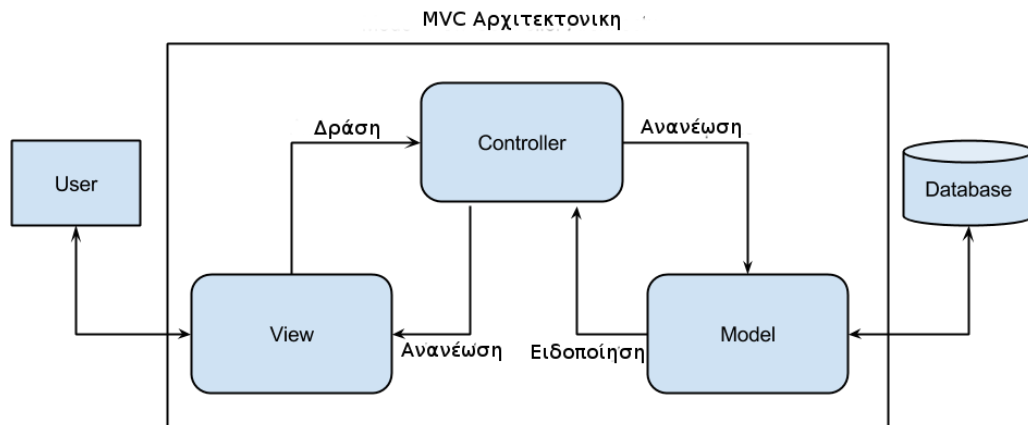 MVC Αρχιτεκτονικη
Δράση
Controller
Ανανέωση
User
Database
View
Ανανέωση
Ειδοποίηση
Model